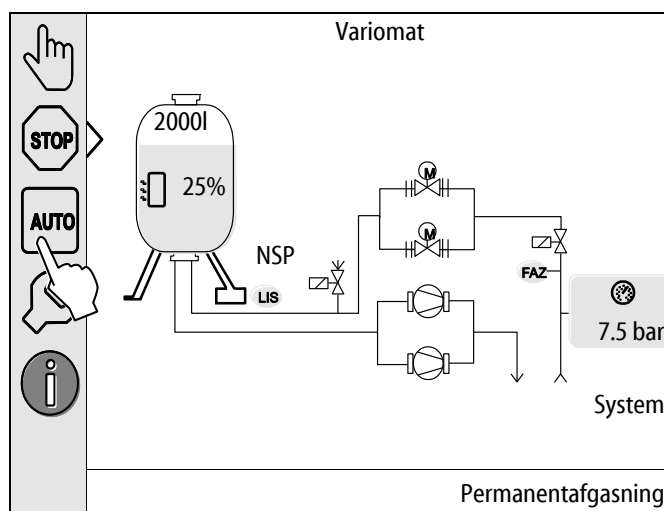 Variomat
STOP
2000l
25%
M
AUTO
M
NSP
FAZ
LIS
7.5 bar
System
Permanentafgasning